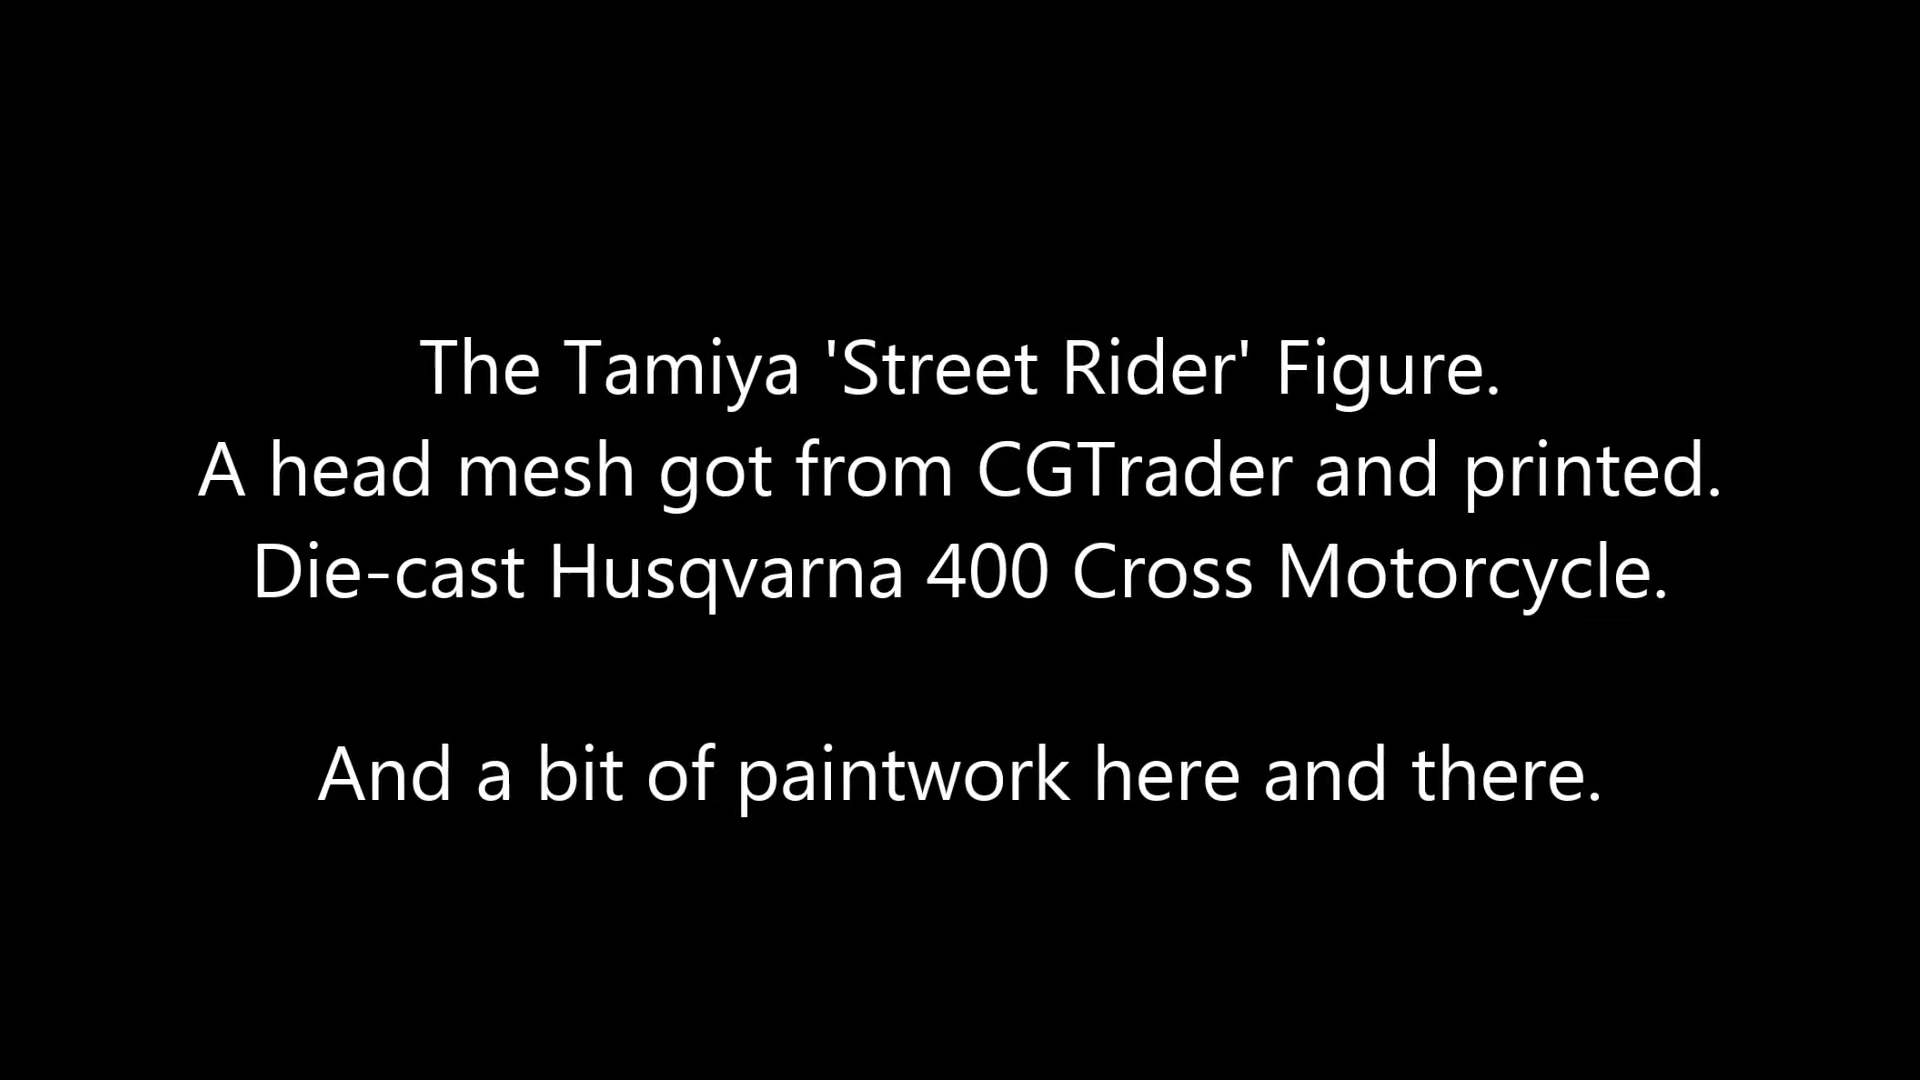 The Tamiya 'Street Rider' Figure.
A head mesh got from CGTrader and printed.
Die-cast Husqvarna 400 Cross Motorcycle.
And a bit of paintwork here and there.